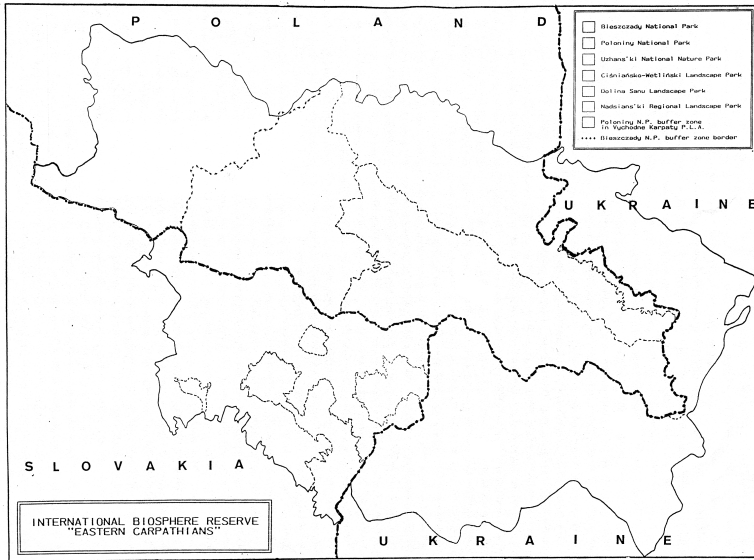 P O L A N D
Bieszczady National Park
Poloniny National Park
Uzhans'ki National Nature Park
Ciśniańsko-Wetliński Landscape Park
Dolina Sanu Landscape Park
Nadsians'ki Regional Landscape Park
Poloniny N.P. buffer zone
in Vychodne Karpaty P.L.A.
Bieszczady N.P. buffer zone border
U K R A I N E
S L O V A K I A
INTERNATIONAL BIOSPHERE RESERVE
"EASTERN CARPATHIANS"
U K R A I N E